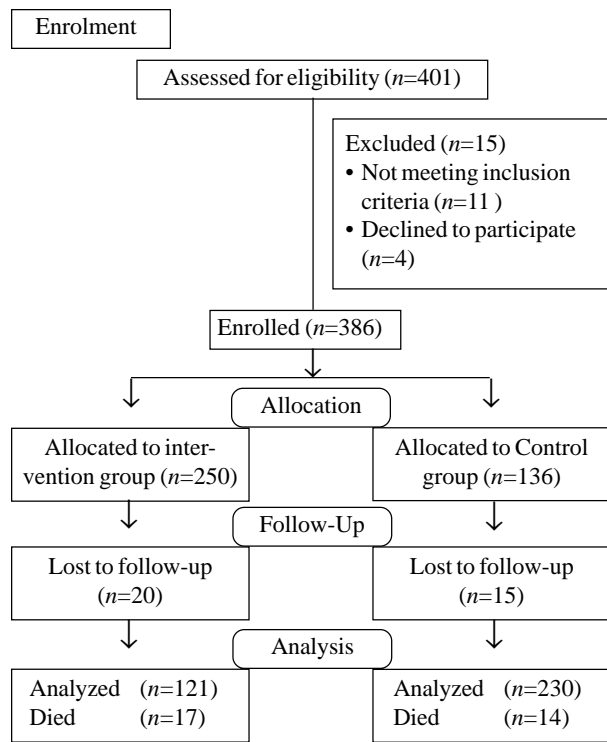 Enrolment
Assessed for eligibility (n=401)
Excluded (n=15)
• Not meeting inclusion
criteria (n=11 )
• Declined to participate
(n=4)
Enrolled (n=386)
Allocation
Allocated to inter-
vention group (n=250)
Allocated to Control
group (n=136)
Follow-Up
Lost to follow-up
(n=20)
Lost to follow-up
(n=15)
Analysis
Analyzed (n=121)
Died (n=17)
Analyzed (n=230)
Died (n=14)